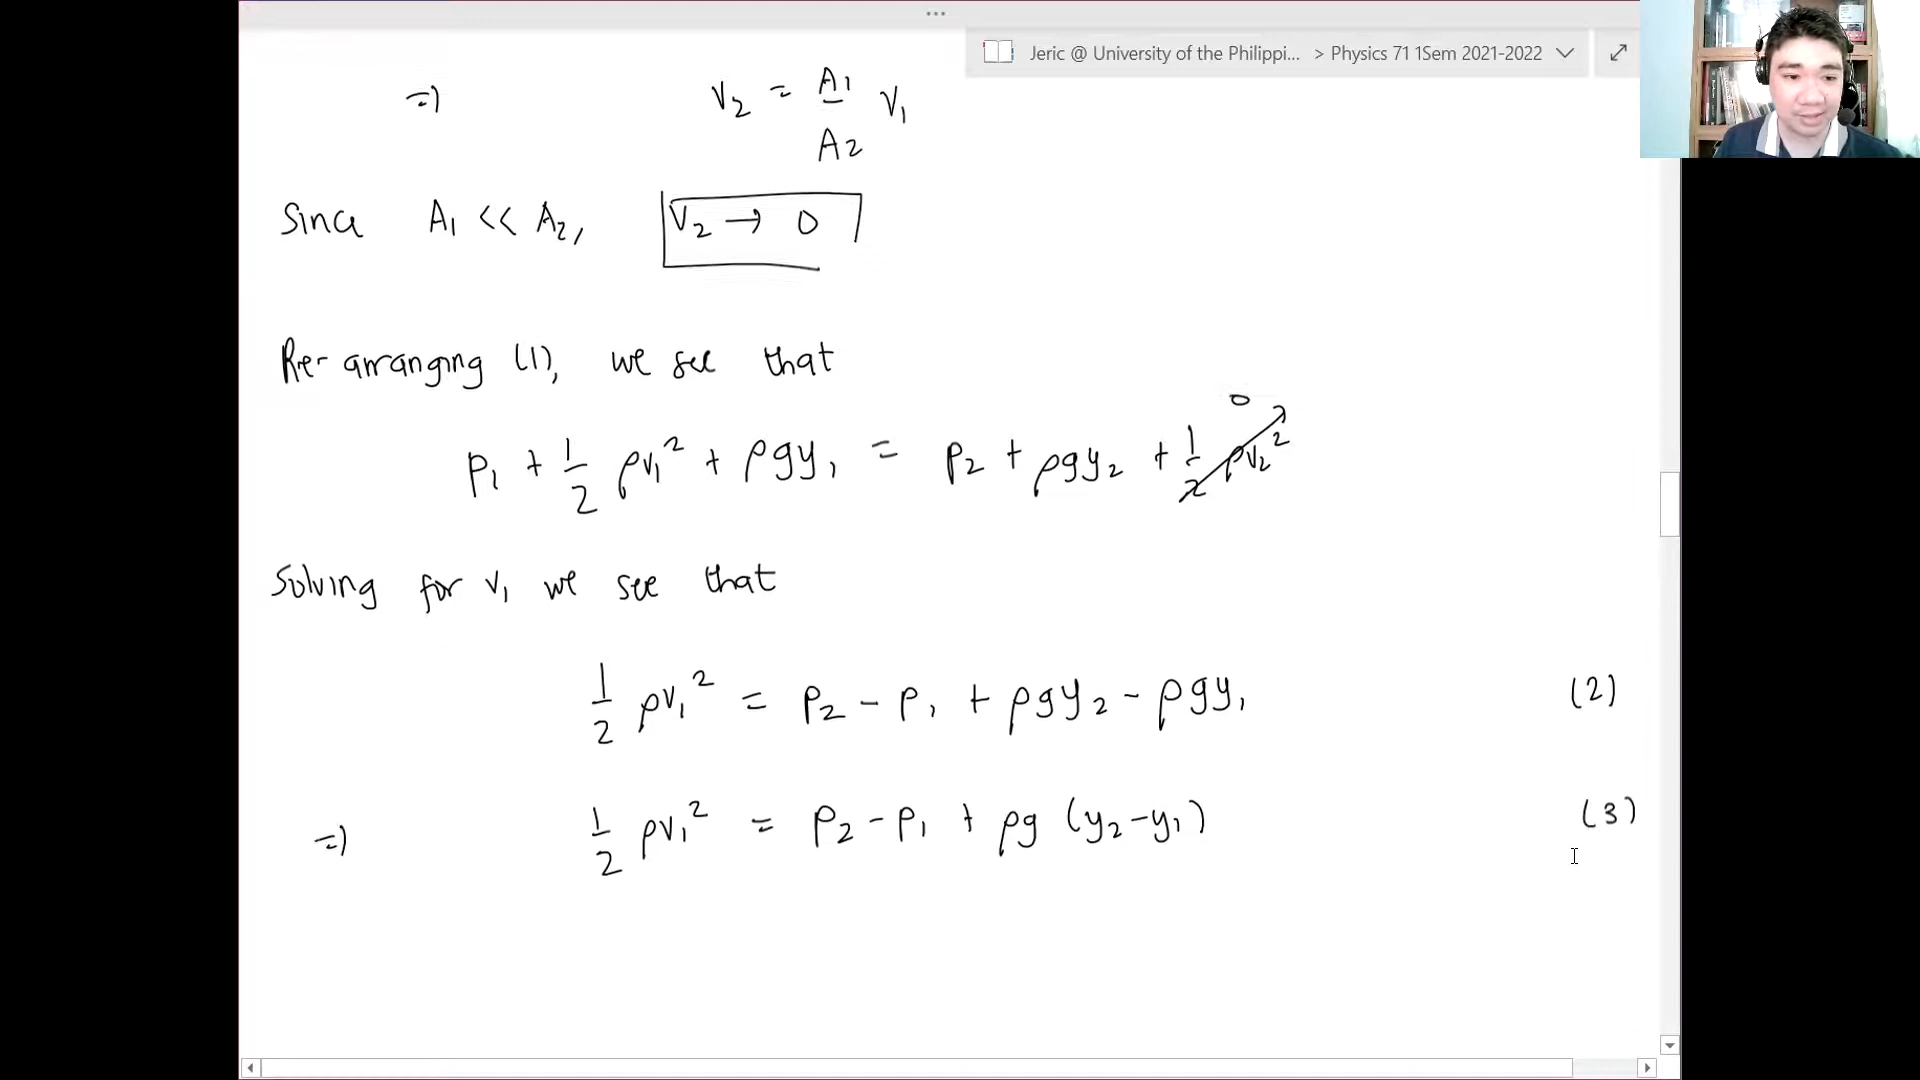 ...
Jeric @ University of the Philippi... > Physics 71 1Sem 2021-2022
=) V₂ = A₁/A₂ V₁
Since A₁ << A₂, V₂ → 0
Re-arranging (1), we see that
p₁ + 1/2 ρv₁² + ρgy₁ = p₂ + ρgy₂ + 1/2 ρv₂² 0
Solving for v₁ we see that
1/2 ρv₁² = p₂ - p₁ + ρgy₂ - ρgy₁ (2)
=) 1/2 ρv₁² = p₂ - p₁ + ρg (y₂-y₁) (3)